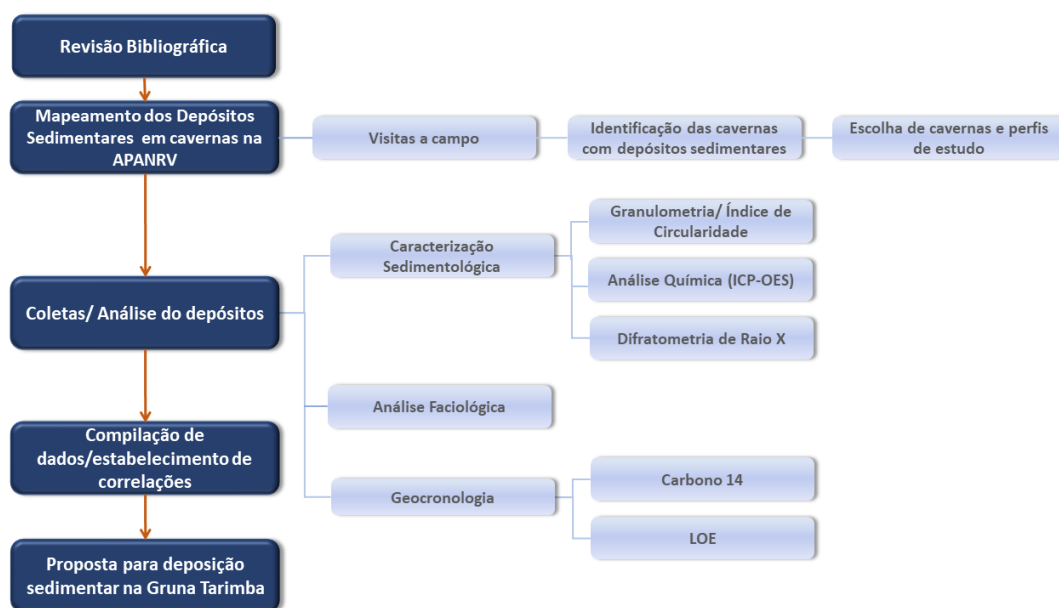 Revisão Bibliográfica
Mapeamento dos Depósitos
Sedimentares em cavernas na
APANRV
Visitas a campo
Identificação das cavernas
com depósitos sedimentares
Escolha de cavernas e perfis
de estudo
Coletas/ Análise do depósitos
Caracterização
Sedimentológica
Granulometria/ Índice de
Circularidade
Análise Química (ICP-OES)
Difratometria de Raio X
Análise Faciológica
Geocronologia
Carbono 14
LOE
Compilação de
dados/estabelecimento de
correlações
Proposta para deposição
sedimentar na Gruna Tarimba